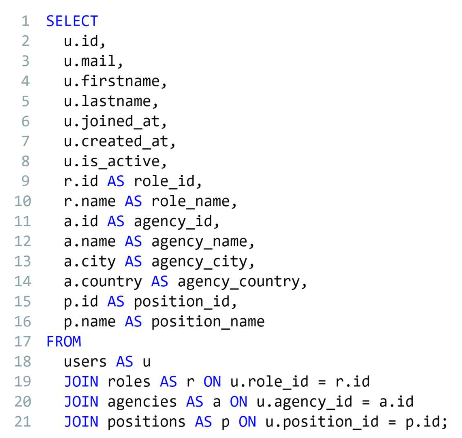 1 SELECT
2   u.id,
3   u.mail,
4   u.firstname,
5   u.lastname,
6   u.joined_at,
7   u.created_at,
8   u.is_active,
9   r.id AS role_id,
10   r.name AS role_name,
11   a.id AS agency_id,
12   a.name AS agency_name,
13   a.city AS agency_city,
14   a.country AS agency_country,
15   p.id AS position_id,
16   p.name AS position_name
17 FROM
18   users AS u
19   JOIN roles AS r ON u.role_id = r.id
20   JOIN agencies AS a ON u.agency_id = a.id
21   JOIN positions AS p ON u.position_id = p.id;